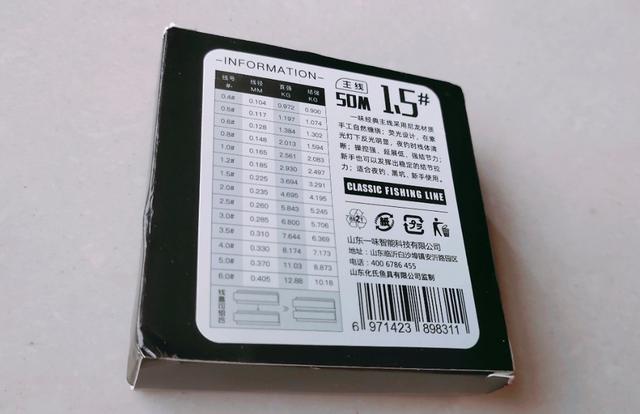 -INFORMATION-
线号 线径 直强 结强
#· MM KG KG
0.4# 0.104 0.972 0.900
0.5# 0.117 1.197 1.074
0.6# 0.128 1.384 1.302
0.8# 0.148 2.013 1.594
1.0# 0.165 2.561 2.083
1.2# 0.185 2.930 2.497
1.5# 0.225 3.694 3.291
2.0# 0.235 4.695 4.195
2.5# 0.260 5.843 5.245
3.0# 0.285 6.800 5.706
3.5# 0.310 7.644 6.369
4.0# 0.330 8.174 7.173
5.0# 0.370 11.03 8.873
6.0# 0.405 12.88 10.18
线盖可组合
主线
50M 1.5#
一味经典主线采用尼龙材质
手工自然缠绕；荧光设计，在紫
光灯下反光明显，夜钓时线体清
晰；操控强、延展低、强结节力；
新手也可以发挥出稳定的结节拉
力；适合夜钓、黑坑、新手使用。
CLASSIC FISHING LINE
山东一味智能科技有限公司
地址：山东临沂白沙埠镇安沂路园区
电话：400 6786 455
山东化氏鱼具有限公司监制
6 971423 898311